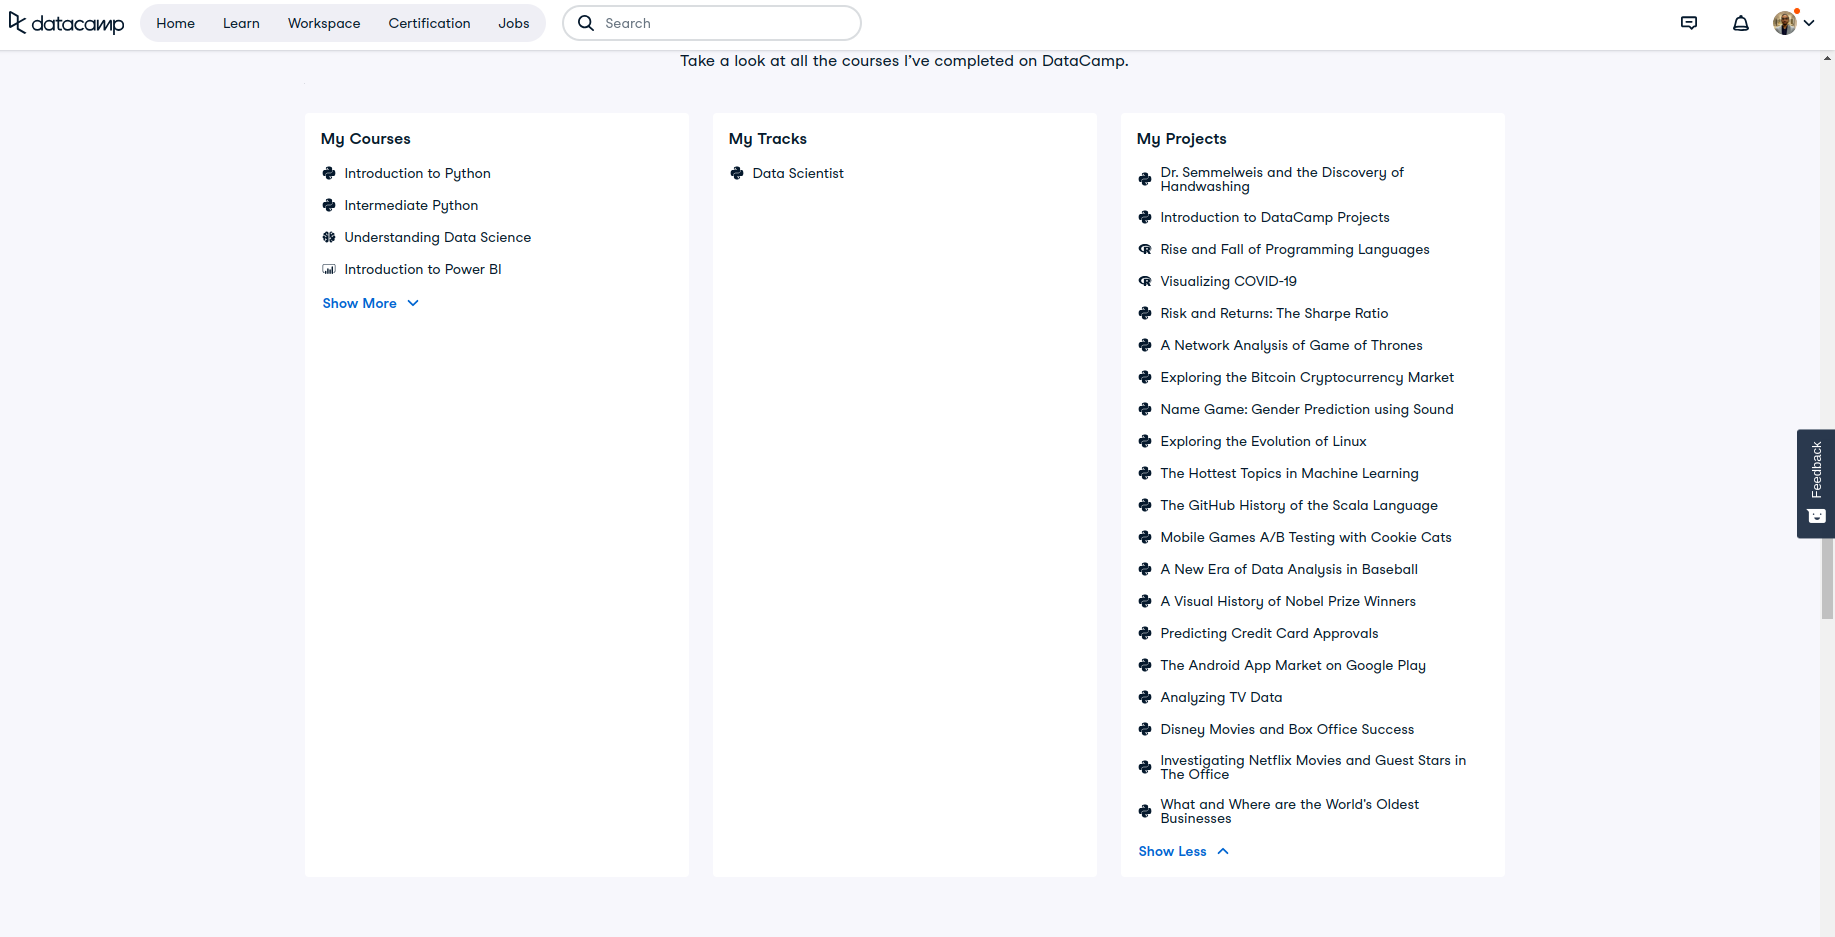 datacamp
Home Learn Workspace Certification Jobs
Search
Take a look at all the courses I've completed on DataCamp.
My Courses
Introduction to Python
Intermediate Python
Understanding Data Science
Introduction to Power BI
Show More
My Tracks
Data Scientist
My Projects
Dr. Semmelweis and the Discovery of
Handwashing
Introduction to DataCamp Projects
Rise and Fall of Programming Languages
Visualizing COVID-19
Risk and Returns: The Sharpe Ratio
A Network Analysis of Game of Thrones
Exploring the Bitcoin Cryptocurrency Market
Name Game: Gender Prediction using Sound
Exploring the Evolution of Linux
The Hottest Topics in Machine Learning
The GitHub History of the Scala Language
Mobile Games A/B Testing with Cookie Cats
A New Era of Data Analysis in Baseball
A Visual History of Nobel Prize Winners
Predicting Credit Card Approvals
The Android App Market on Google Play
Analyzing TV Data
Disney Movies and Box Office Success
Investigating Netflix Movies and Guest Stars in
The Office
What and Where are the World's Oldest
Businesses
Show Less
Feedback